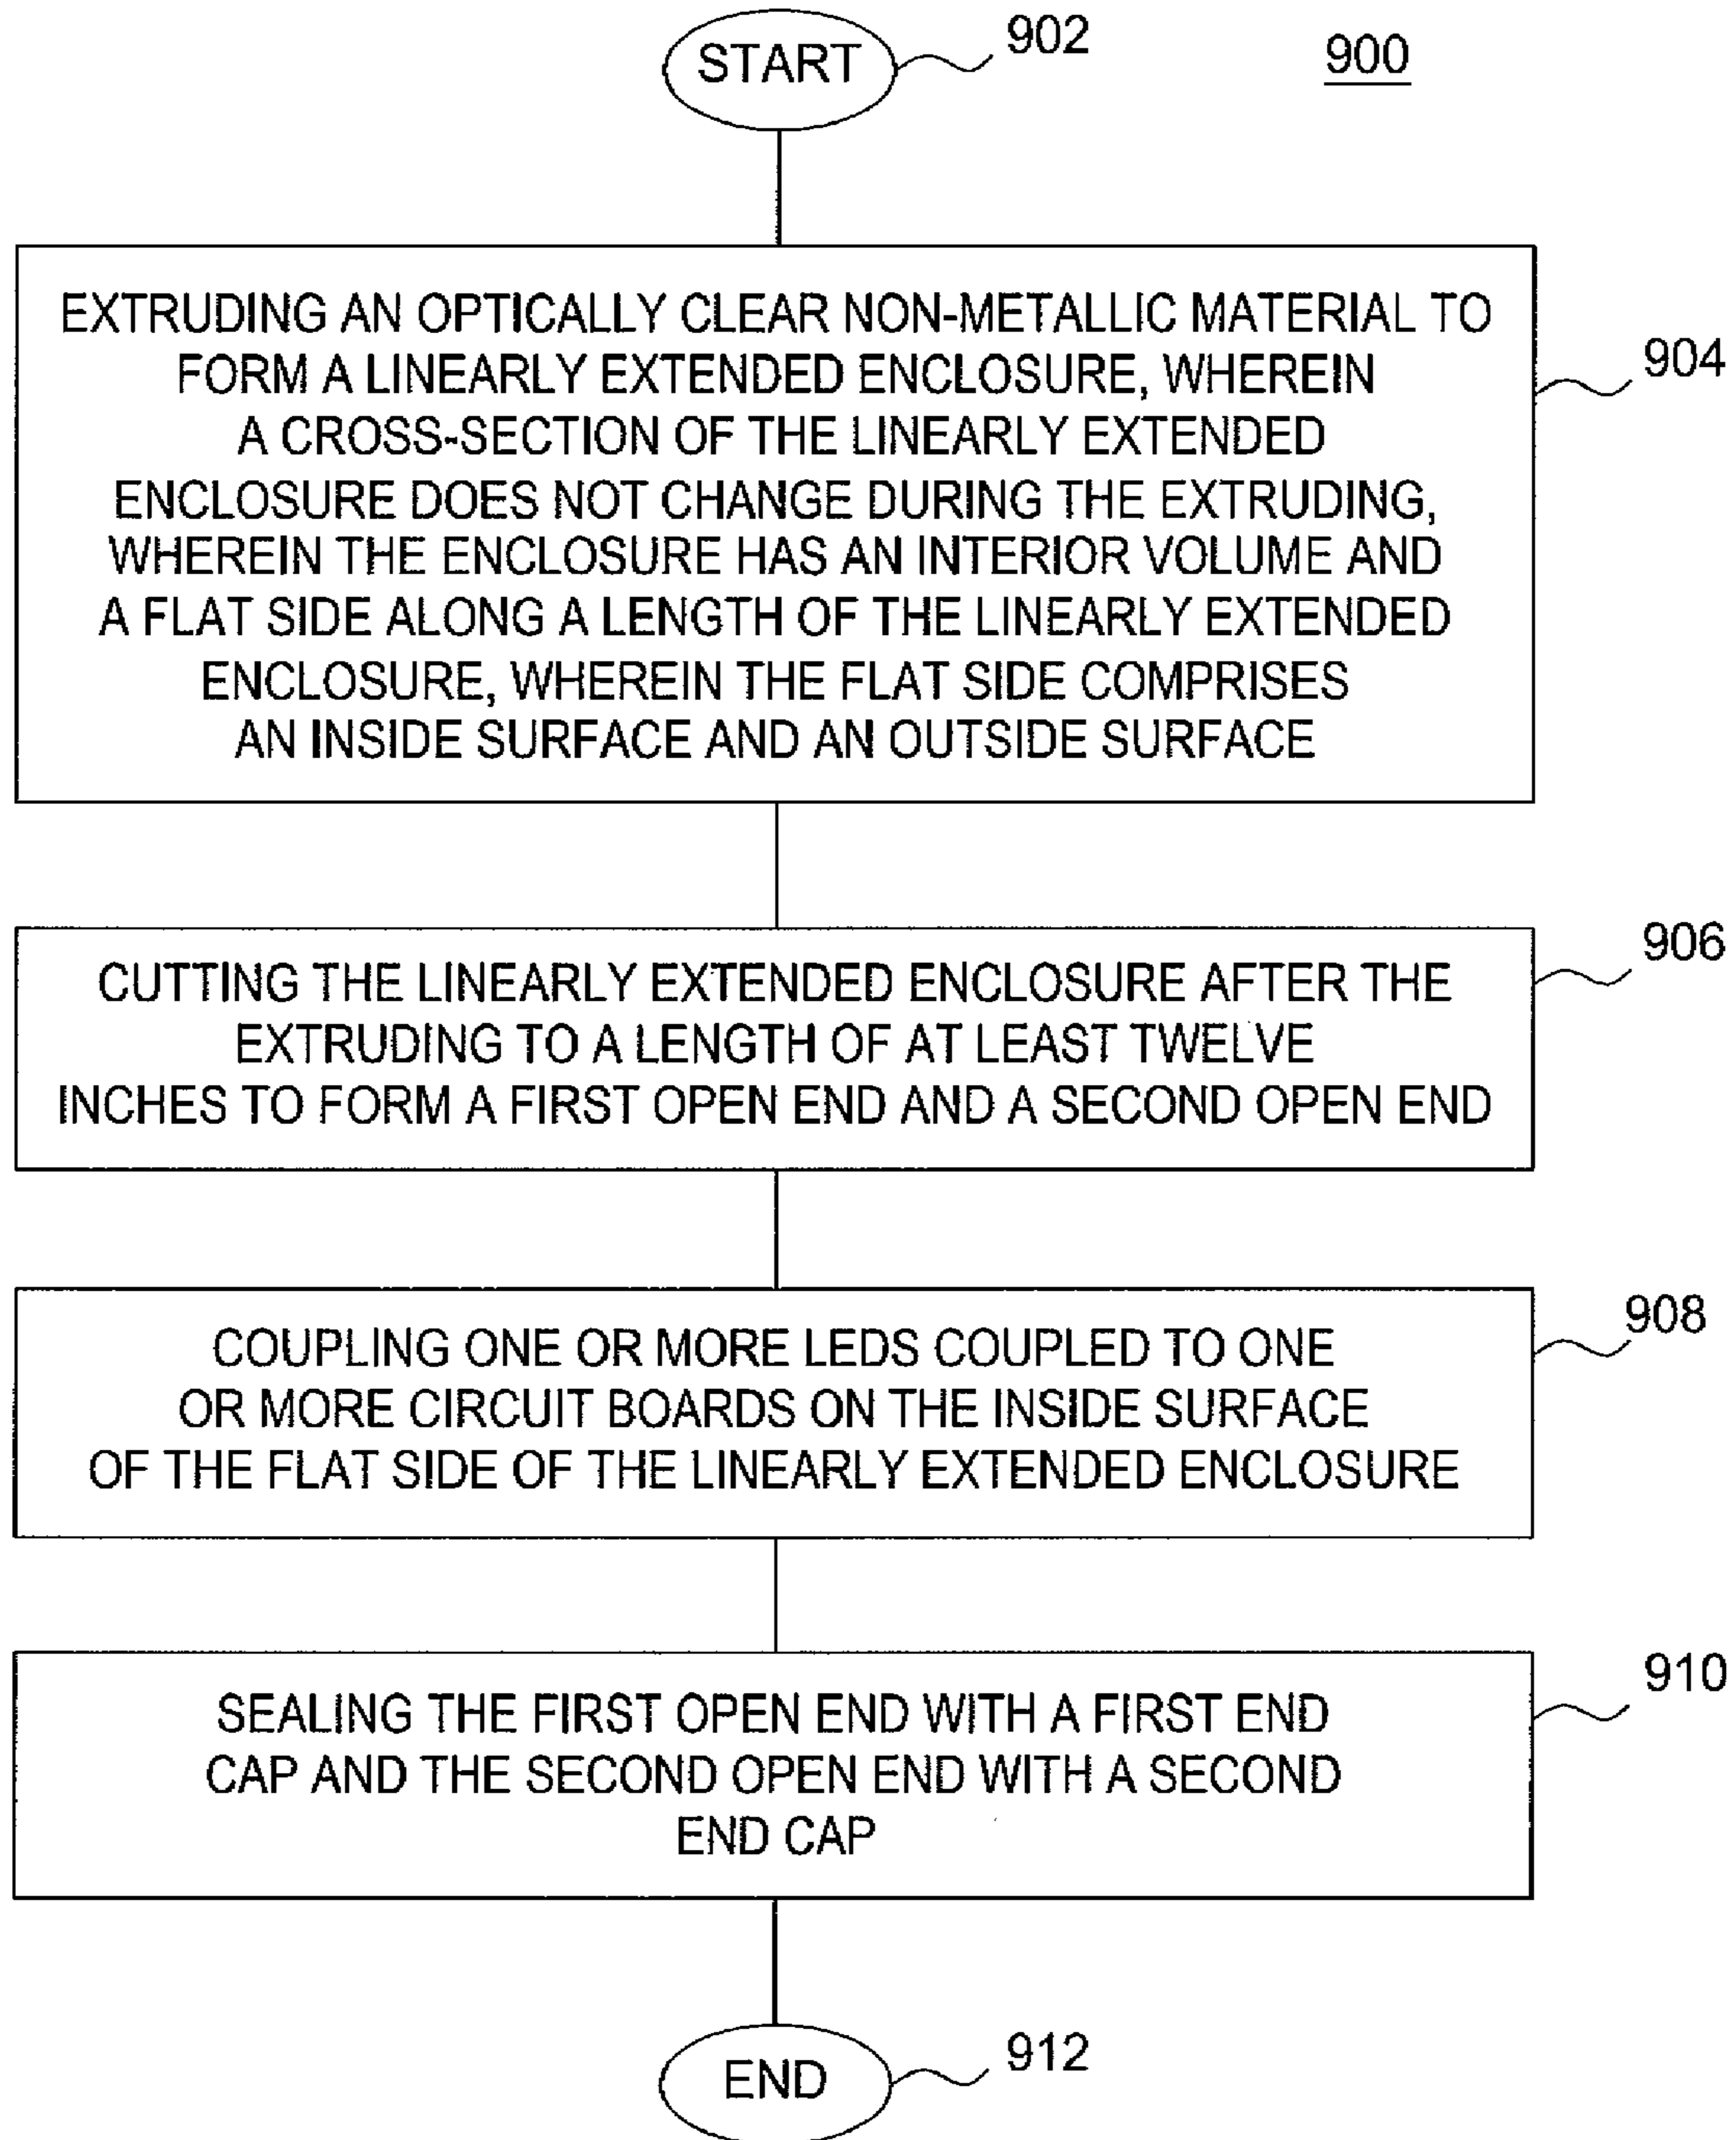 START
902
900
EXTRUDING AN OPTICALLY CLEAR NON-METALLIC MATERIAL TO
FORM A LINEARLY EXTENDED ENCLOSURE, WHEREIN
A CROSS-SECTION OF THE LINEARLY EXTENDED
ENCLOSURE DOES NOT CHANGE DURING THE EXTRUDING,
WHEREIN THE ENCLOSURE HAS AN INTERIOR VOLUME AND
A FLAT SIDE ALONG A LENGTH OF THE LINEARLY EXTENDED
ENCLOSURE, WHEREIN THE FLAT SIDE COMPRISES
AN INSIDE SURFACE AND AN OUTSIDE SURFACE
904
CUTTING THE LINEARLY EXTENDED ENCLOSURE AFTER THE
EXTRUDING TO A LENGTH OF AT LEAST TWELVE
INCHES TO FORM A FIRST OPEN END AND A SECOND OPEN END
906
COUPLING ONE OR MORE LEDS COUPLED TO ONE
OR MORE CIRCUIT BOARDS ON THE INSIDE SURFACE
OF THE FLAT SIDE OF THE LINEARLY EXTENDED ENCLOSURE
908
SEALING THE FIRST OPEN END WITH A FIRST END
CAP AND THE SECOND OPEN END WITH A SECOND
END CAP
910
END
912